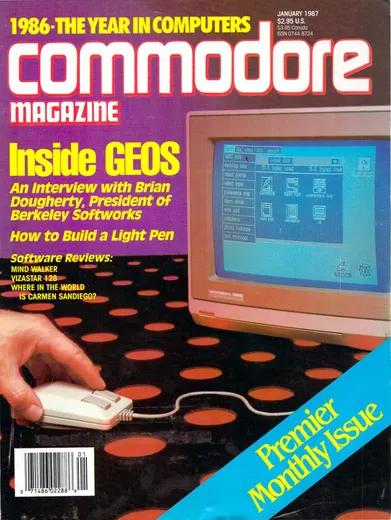 1986-THE YEAR IN COMPUTERS
JANUARY 1987
$2.95 U.S.
$3.95 Canada
ISSN 0744-8724
commodore
MAGAZINE
Inside GEOS
An Interview with Brian
Dougherty, President of
Berkeley Softworks
How to Build a Light Pen
Software Reviews:
MIND WALKER
VIZASTAR 128
WHERE IN THE WORLD
IS CARMEN SANDIEGO?
Premier
Monthly Issue
01
0 71486 02288 6